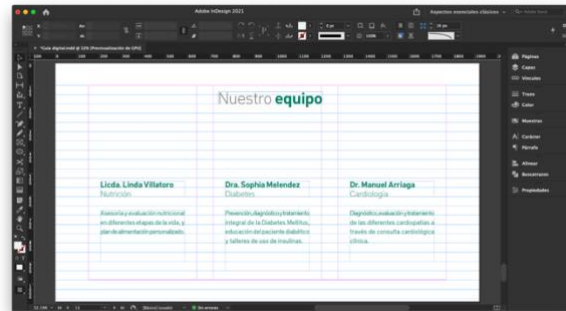 Adobe InDesign 2021
Aspectos esenciales clásicos
Nuestro equipo
Licda. Linda Villatoro
Nutrición
Asesoría y evaluación nutricional
en diferentes etapas de la vida, y
plan de alimentación personalizado.
Dra. Sophia Melendez
Diabetes
Prevención, diagnóstico y tratamiento
integral de la Diabetes Mellitus,
educación del paciente diabético
y talleres de uso de insulinas.
Dr. Manuel Arriaga
Cardiología
Diagnóstico, evaluación y tratamiento
de las diferentes cardiopatías a
través de consulta cardiológica
clínica.
Páginas
Capas
Vínculos
Trazo
Color
Maestras
Carácter
Párrafo
Alinear
Buscatrazos
Propiedades
Sin errores